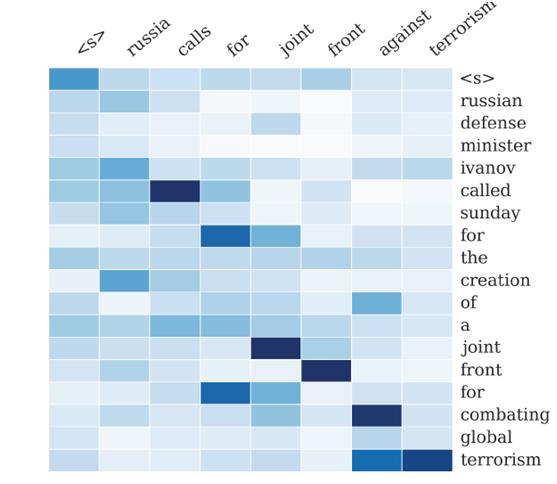 <s> russia calls for joint front against terrorism
<s>
russian
defense
minister
ivanov
called
sunday
for
the
creation
of
a
joint
front
for
combating
global
terrorism